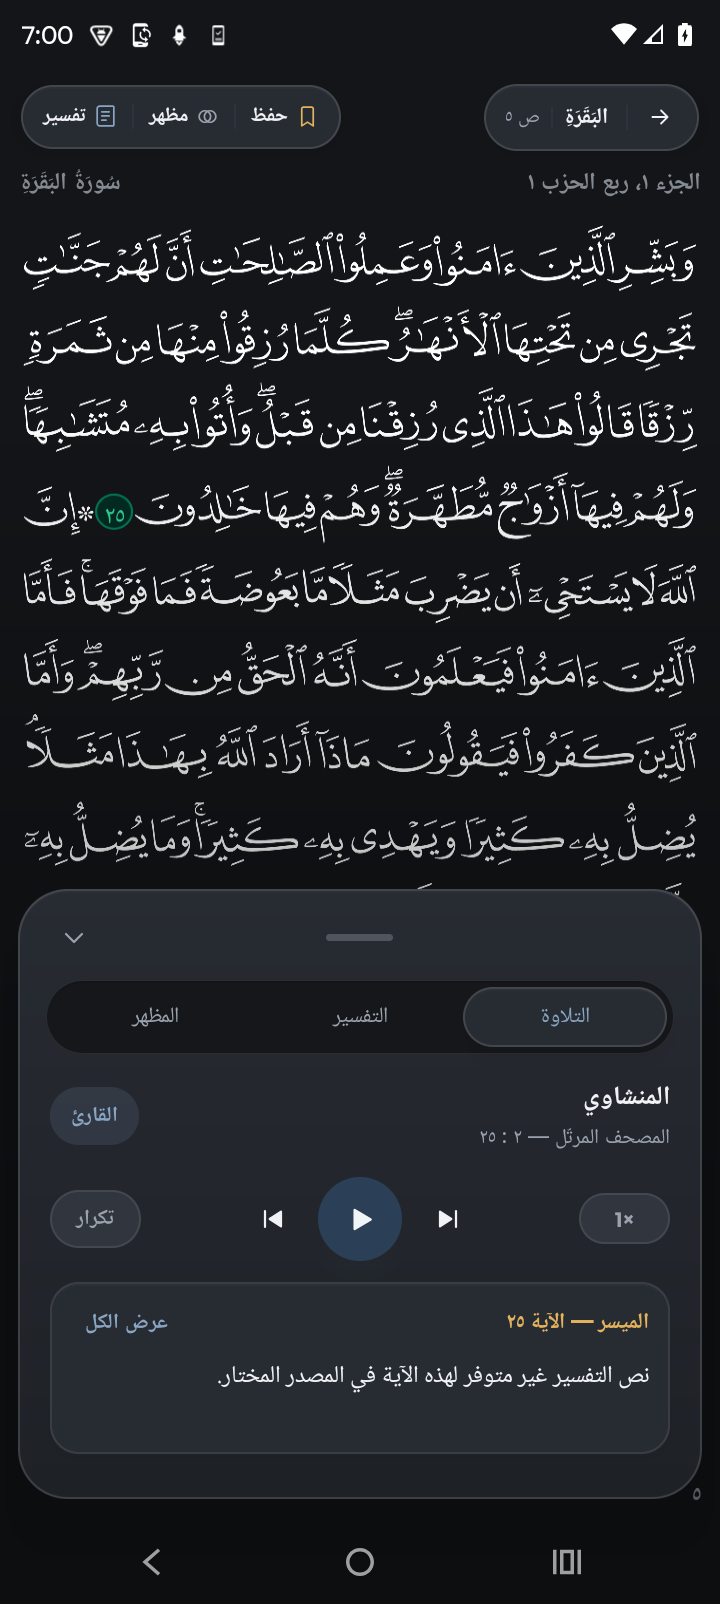 7:00
البَقَرَةِ ص ٥
حفظ مظهر تفسير
الجزء ١، ربع الحزب ١
سُورَةُ البَقَرَةِ
وَبَشِّرِ ٱلَّذِينَ ءَامَنُواْ وَعَمِلُواْ ٱلصَّـٰلِحَـٰتِ أَنَّ لَهُمۡ جَنَّـٰتٖ
تَجۡرِى مِن تَحۡتِهَا ٱلۡأَنۡهَـٰرُۖ كُلَّمَا رُزِقُواْ مِنۡهَا مِن ثَمَرَةٖ
رِّزۡقٗا قَالُواْ هَـٰذَا ٱلَّذِى رُزِقۡنَا مِن قَبۡلُۖ وَأُتُواْ بِهِۦ مُتَشَـٰبِهٗاۖ
وَلَهُمۡ فِيهَآ أَزۡوَٰجٞ مُّطَهَّرَةٞۖ وَهُمۡ فِيهَا خَـٰلِدُونَ ٢٥ ۞ إِنَّ
ٱللَّهَ لَا يَسۡتَحۡىِۦٓ أَن يَضۡرِبَ مَثَلٗا مَّا بَعُوضَةٗ فَمَا فَوۡقَهَاۚ فَأَمَّا
ٱلَّذِينَ ءَامَنُواْ فَيَعۡلَمُونَ أَنَّهُ ٱلۡحَقُّ مِن رَّبِّهِمۡۖ وَأَمَّا
ٱلَّذِينَ كَفَرُواْ فَيَقُولُونَ مَاذَآ أَرَادَ ٱللَّهُ بِهَـٰذَا مَثَلٗاۘ
يُضِلُّ بِهِۦ كَثِيرٗا وَيَهۡدِى بِهِۦ كَثِيرٗاۚ وَمَا يُضِلُّ بِهِۦٓ
التلاوة التفسير المظهر
المنشاوي
المصحف المرتّل — ٢ : ٢٥
القارئ
1×
تكرار
الميسر — الآية ٢٥
عرض الكل
نص التفسير غير متوفر لهذه الآية في المصدر المختار.
٥